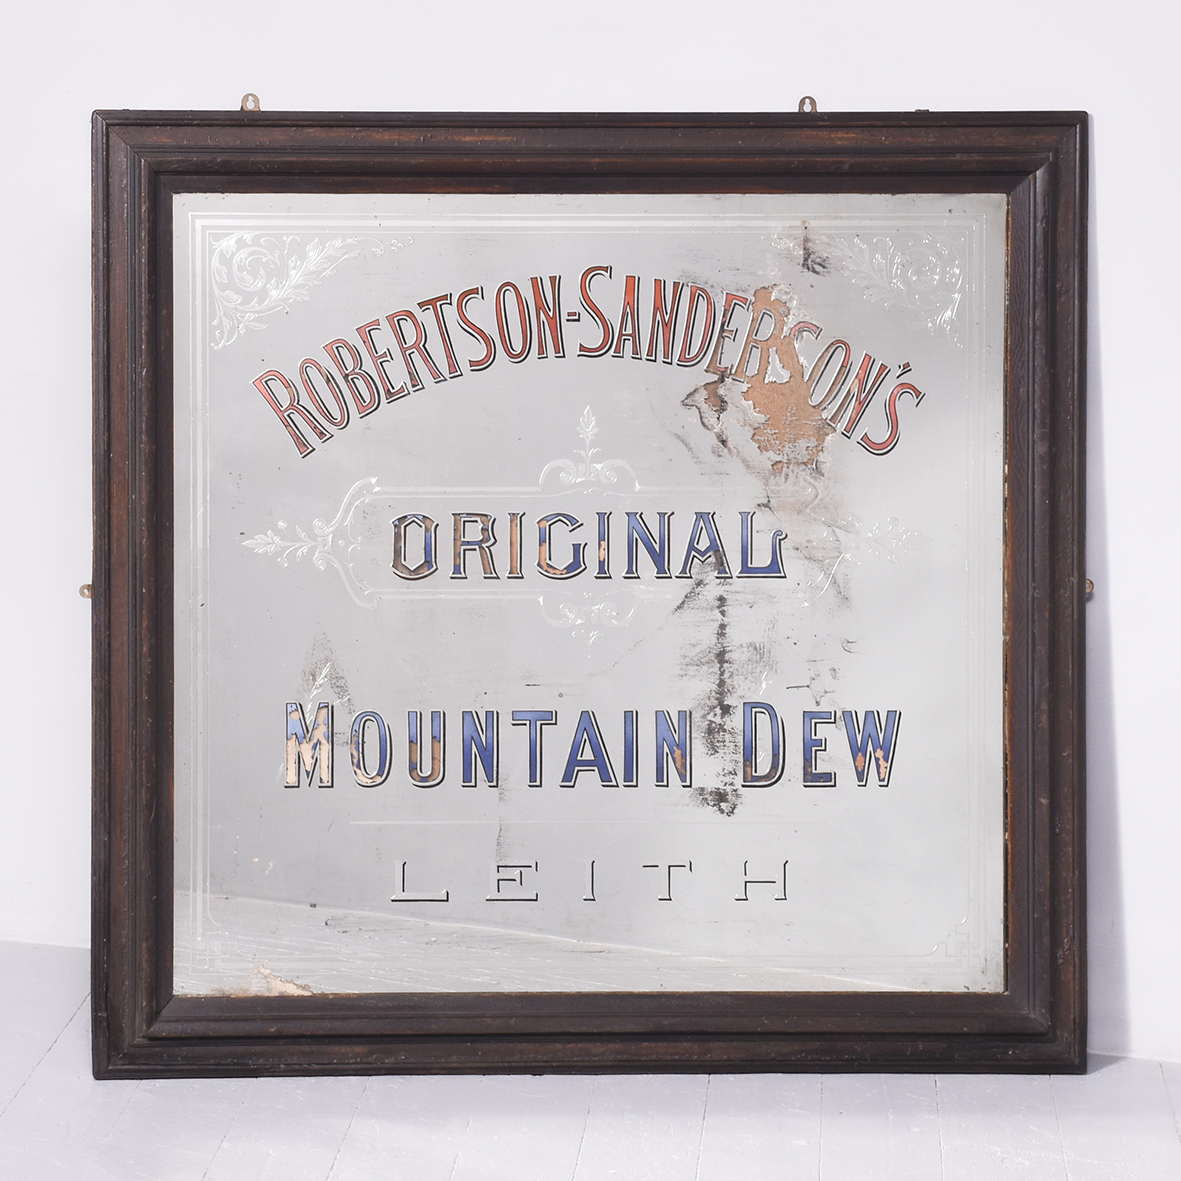 ROBERTSON-SANDERSON'S
ORIGINAL
MOUNTAIN DEW
LEITH